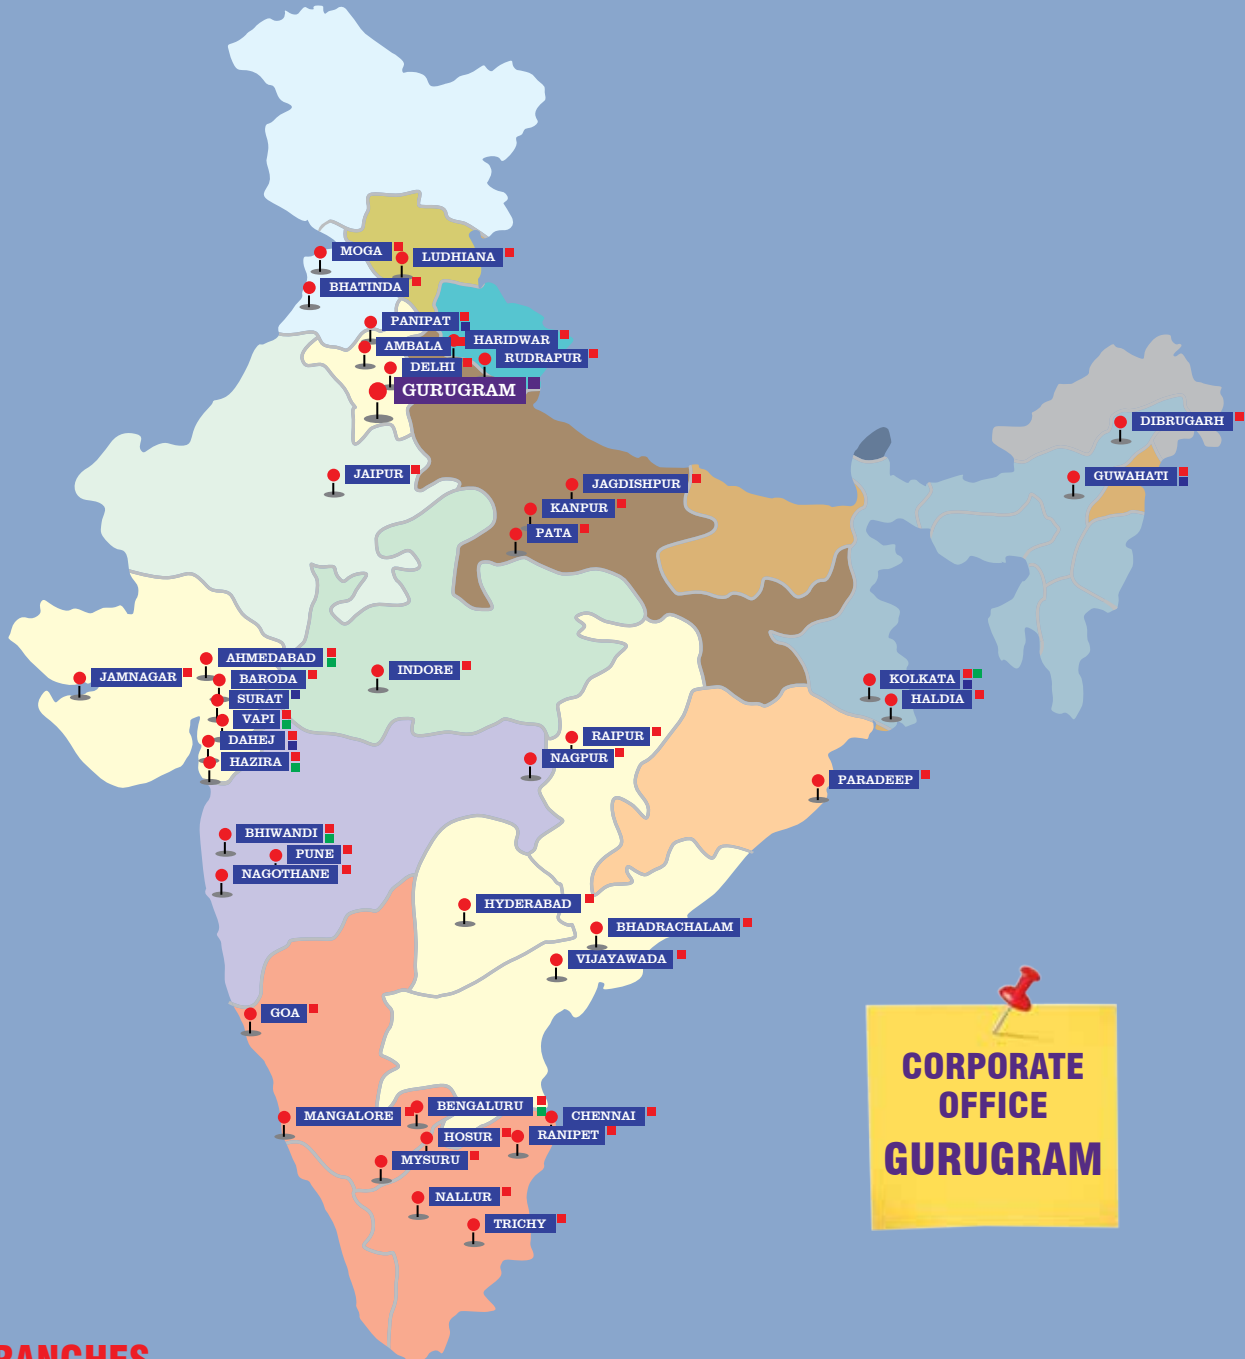 MOGA
LUDHIANA
BHATINDA
PANIPAT
HARIDWAR
AMBALA
RUDRAPUR
DELHI
GURUGRAM
DIBRUGARH
JAIPUR
GUWAHATI
JAGDISHPUR
KANPUR
PATA
AHMEDABAD
INDORE
JAMNAGAR
BARODA
KOLKATA
SURAT
HALDIA
VAPI
RAIPUR
DAHEJ
NAGPUR
HAZIRA
PARADEEP
BHIWANDI
PUNE
NAGOTHANE
HYDERABAD
BHADRACHALAM
VIJAYAWADA
GOA
CORPORATE
OFFICE
GURUGRAM
BENGALURU
MANGALORE
CHENNAI
HOSUR
RANIPET
MYSURU
NALLUR
TRICHY
RANCHES